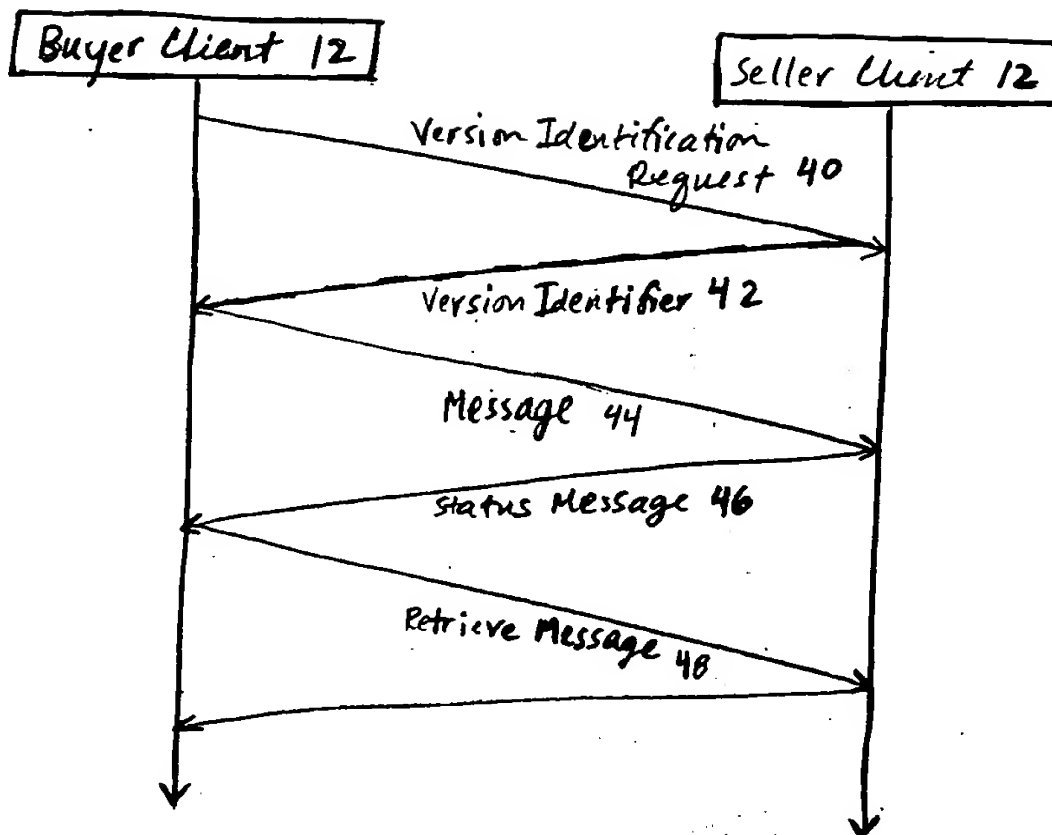 Buyer Client 12
Seller Client 12
Version Identification
Request 40
Version Identifier 42
Message 44
Status Message 46
Retrieve Message 48